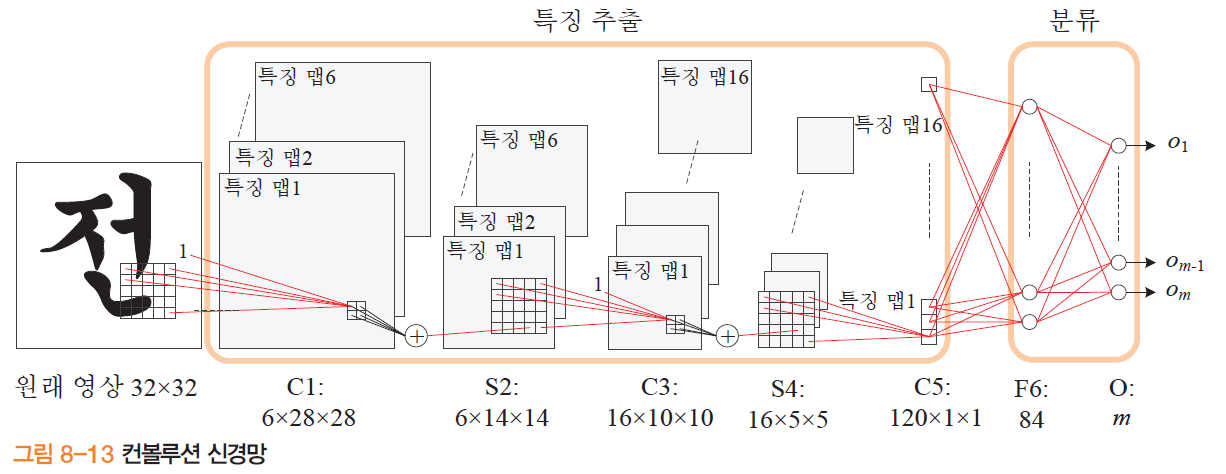 특징 추출
분류
특징 맵6
특징 맵2
특징 맵1
전
1
특징 맵6
특징 맵2
특징 맵1
1
특징 맵16
특징 맵1
특징 맵16
특징 맵1
o1
om-1
om
원래 영상 32×32
C1:
6×28×28
S2:
6×14×14
C3:
16×10×10
S4:
16×5×5
C5:
120×1×1
F6:
84
O:
m
그림 8-13 컨볼루션 신경망